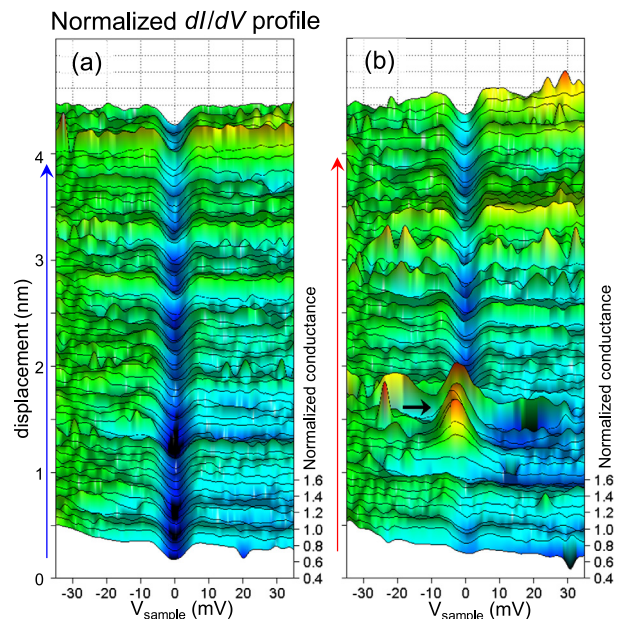 Normalized dI/dV profile
(a)
(b)
displacement (nm)
4
3
2
1
0
Normalized conductance
1.6
1.4
1.2
1.0
0.8
0.6
0.4
-30 -20 -10 0 10 20 30
V_sample (mV)
Normalized conductance
1.6
1.4
1.2
1.0
0.8
0.6
0.4
-30 -20 -10 0 10 20 30
V_sample (mV)